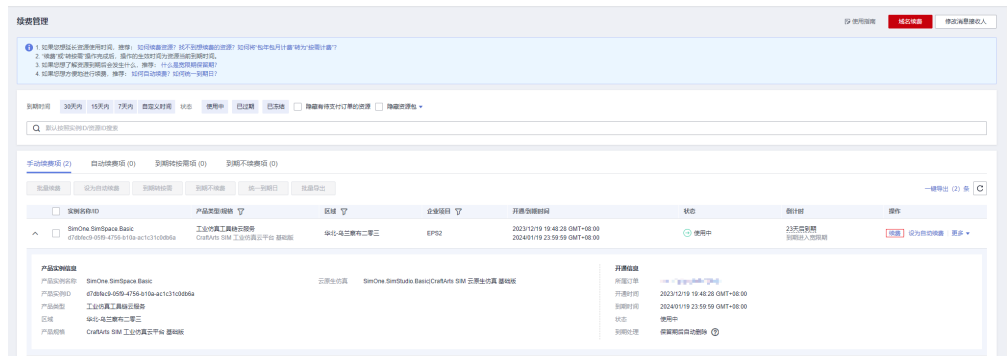 续费管理
使用指南
域名续费
修改消息接收人
1. 如果您想延长资源使用时间，推荐：如何续费资源？找不到想续费的资源？如何将“包年包月计费”转为“按需计费”？
2. “续费”或“转按需”操作完成后，操作的生效时间为资源当前到期时间。
3. 如果您想了解资源到期后会发生什么，推荐：什么是宽限期保留期？
4. 如果您想方便地进行续费，推荐：如何自动续费？如何统一到期日？
到期时间 30天内 15天内 7天内 自定义时间 状态 使用中 已过期 已冻结 隐藏有待支付订单的资源 隐藏资源包
默认按照实例ID/资源ID搜索
手动续费项 (2) 自动续费项 (0) 到期转按需项 (0) 到期不续费项 (0)
批量续费 设为自动续费 到期转按需 到期不续费 统一到期日 批量导出 一键导出 (2) 条
实例名称/ID 产品类型/规格 区域 企业项目 开通/到期时间 状态 倒计时 操作
SimOne.SimSpace.Basic 工业仿真工具链云服务 华北-乌兰察布二零三 EPS2 2023/12/19 19:48:28 GMT+08:00 使用中 23天后到期 续费 设为自动续费 更多
d7dbfec9-05f9-4756-b10a-ac1c31c0db6a CraftArts SIM 工业仿真云平台 基础版 2024/01/19 23:59:59 GMT+08:00 到期进入宽限期
产品实例信息 开通信息
产品实例名称 SimOne.SimSpace.Basic 云原生仿真 SimOne.SimStudio.Basic|CraftArts SIM 云原生仿真 基础版 所属订单
产品实例ID d7dbfec9-05f9-4756-b10a-ac1c31c0db6a 开通时间 2023/12/19 19:48:28 GMT+08:00
产品类型 工业仿真工具链云服务 到期时间 2024/01/19 23:59:59 GMT+08:00
区域 华北-乌兰察布二零三 状态 使用中
产品规格 CraftArts SIM 工业仿真云平台 基础版 到期处理 保留期后自动删除